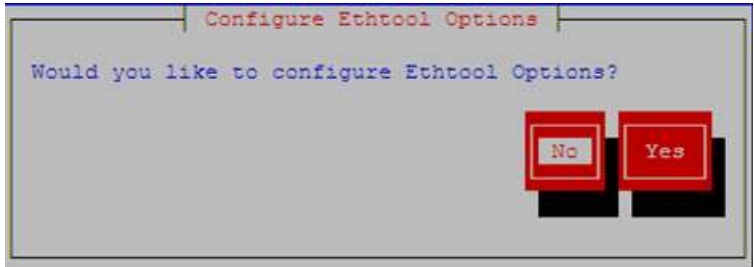 Configure Ethtool Options
Would you like to configure Ethtool Options?
No Yes